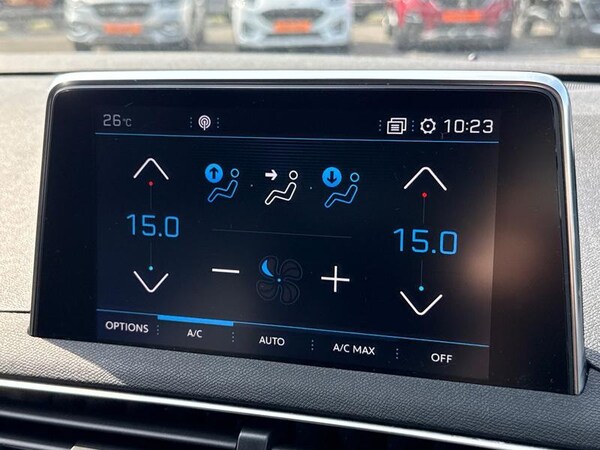 26°C 10:23
15.0 15.0
OPTIONS A/C AUTO A/C MAX OFF